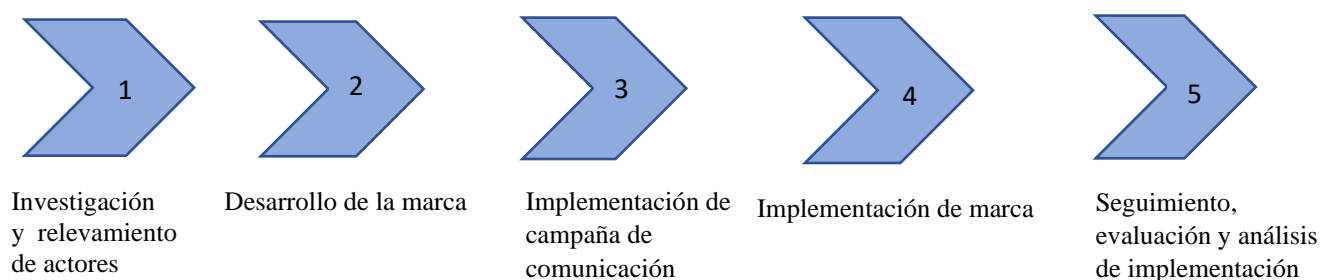 1
2
3
4
5
Investigación
y relevamiento
de actores
Desarrollo de la marca
Implementación de
campaña de
comunicación
Implementación de marca
Seguimiento,
evaluación y análisis
de implementación